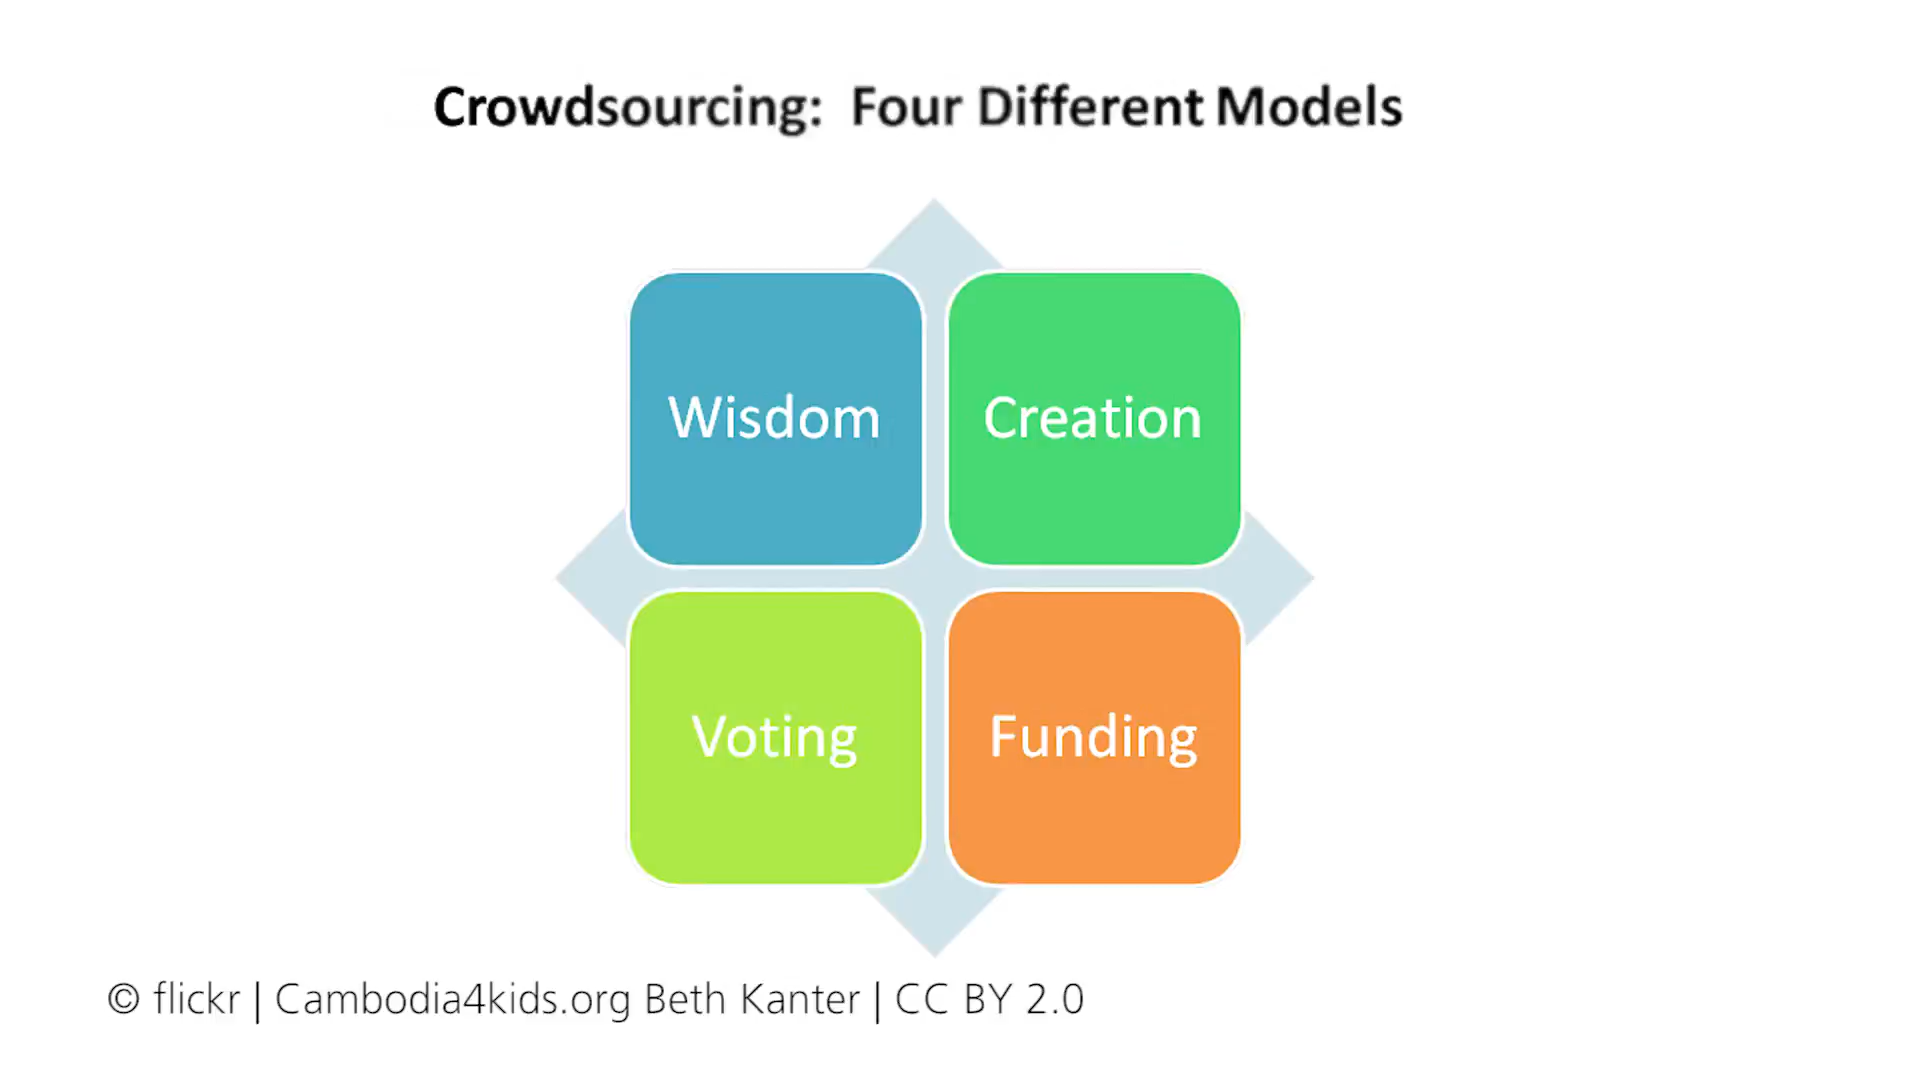 Crowdsourcing: Four Different Models
Wisdom
Creation
Voting
Funding
© flickr | Cambodia4kids.org Beth Kanter | CC BY 2.0